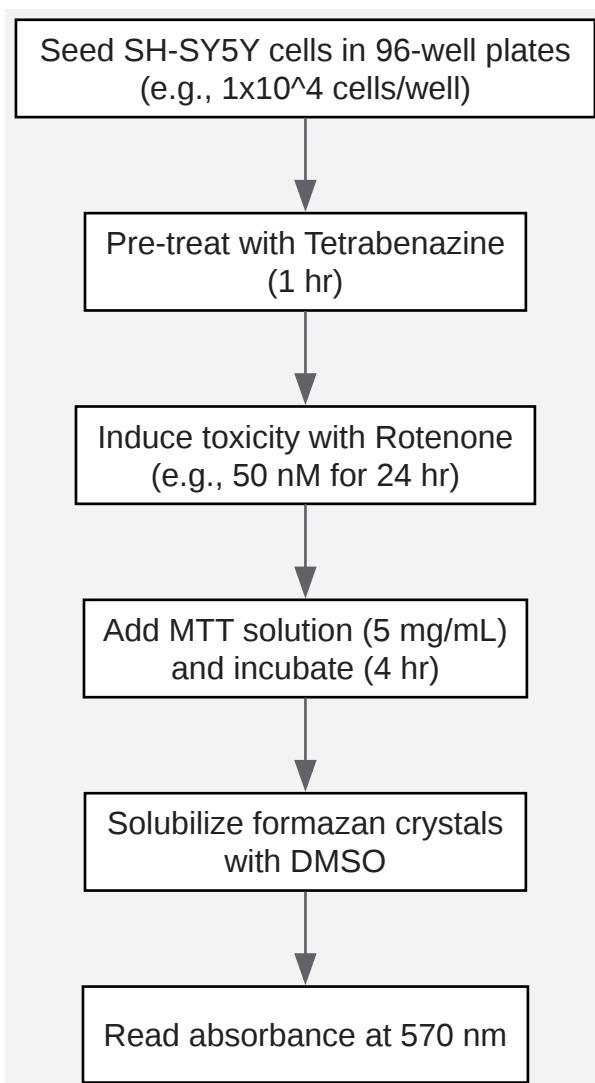 Seed SH-SY5Y cells in 96-well plates
(e.g., 1x10^4 cells/well)
Pre-treat with Tetrabenazine
(1 hr)
Induce toxicity with Rotenone
(e.g., 50 nM for 24 hr)
Add MTT solution (5 mg/mL)
and incubate (4 hr)
Solubilize formazan crystals
with DMSO
Read absorbance at 570 nm